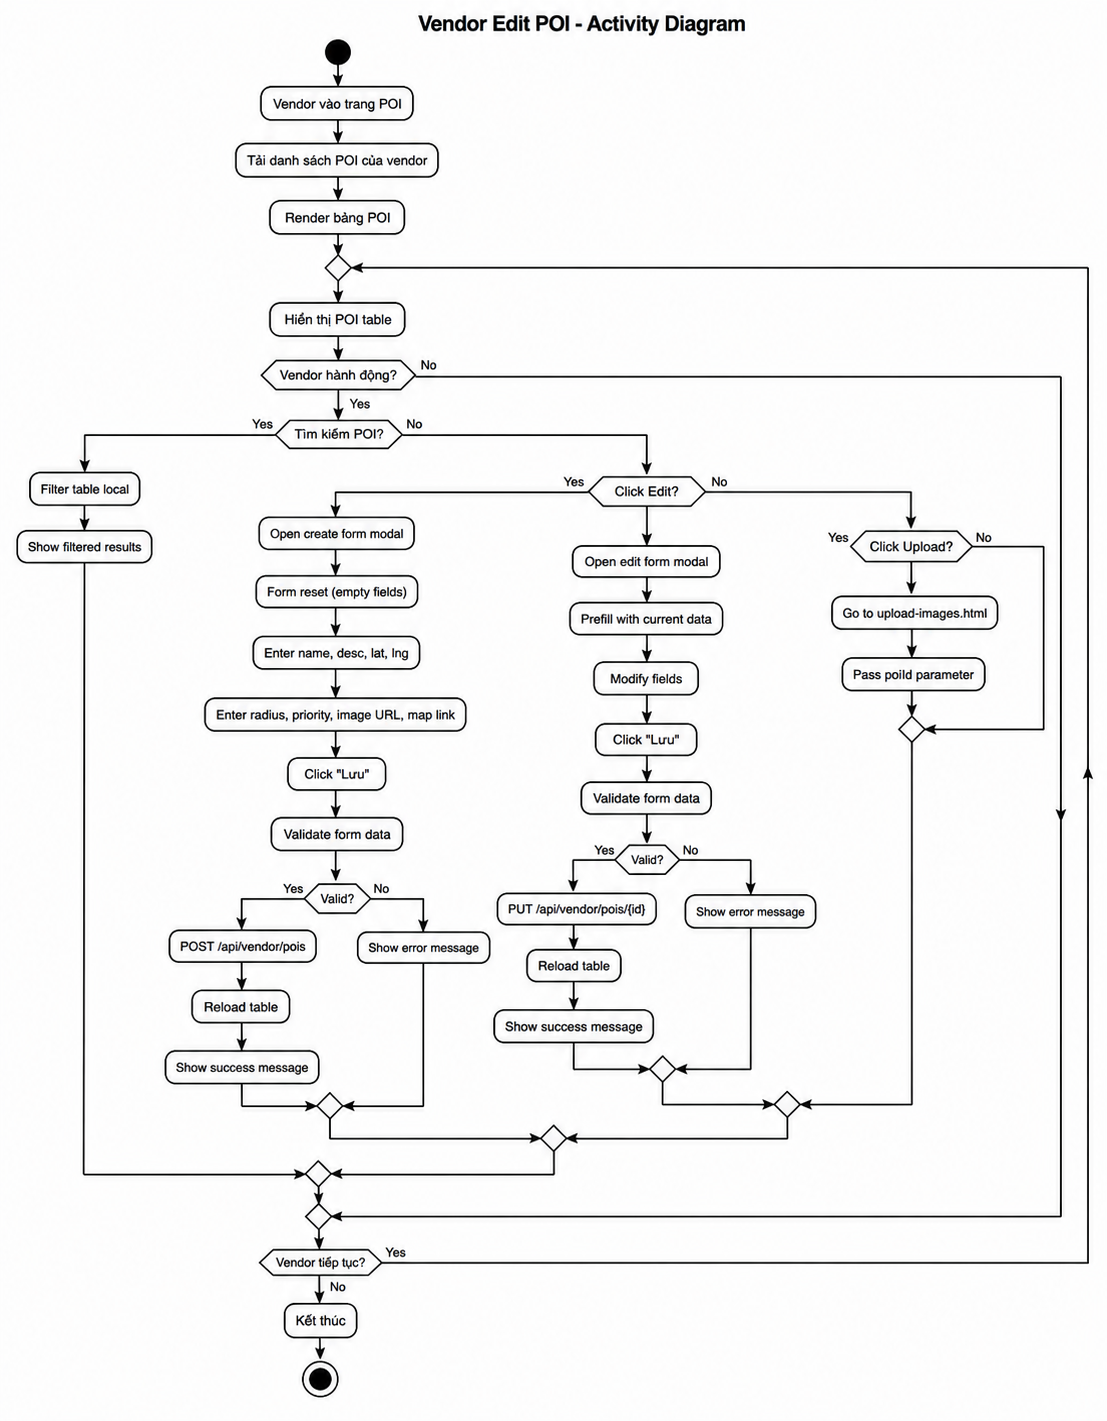 Vendor Edit POI - Activity Diagram
Vendor vào trang POI
Tải danh sách POI của vendor
Render bảng POI
Hiển thị POI table
Vendor hành động?
No
Yes
Tìm kiếm POI?
Yes
No
Filter table local
Show filtered results
Click Edit?
Yes
No
Open create form modal
Form reset (empty fields)
Enter name, desc, lat, lng
Enter radius, priority, image URL, map link
Click "Lưu"
Validate form data
Valid?
Yes
No
POST /api/vendor/pois
Reload table
Show success message
Show error message
Open edit form modal
Prefill with current data
Modify fields
Click "Lưu"
Validate form data
Valid?
Yes
No
PUT /api/vendor/pois/{id}
Reload table
Show success message
Show error message
Click Upload?
Yes
No
Go to upload-images.html
Pass poiId parameter
Vendor tiếp tục?
Yes
No
Kết thúc